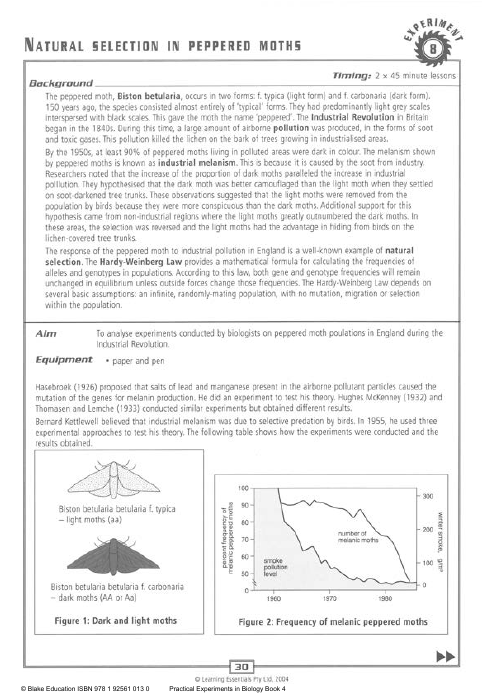 NATURAL SELECTION IN PEPPERED MOTHS
EXPERIMENT
8
Timing: 2 x 45 minute lessons
Background
The peppered moth, Biston betularia, occurs in two forms: f. typica (light form) and f. carbonaria (dark form).
150 years ago, the species consisted almost entirely of 'typical' forms. They had predominantly light grey scales
interspersed with black scales. This gave the moth the name 'peppered'. The Industrial Revolution in Britain
began in the 1840s. During this time, a large amount of airborne pollution was produced, in the forms of soot
and toxic gases. This pollution killed the lichen on the bark of trees growing in industrialised areas.
By the 1950s, at least 90% of peppered moths living in polluted areas were dark in colour. The melanism shown
by peppered moths is known as industrial melanism. This is because it is caused by the soot from industry.
Researchers noted that the increase of the proportion of dark moths paralleled the increase in industrial
pollution. They hypothesised that the dark moth was better camouflaged than the light moth when they settled
on soot-darkened tree trunks. These observations suggested that the light moths were removed from the
population by birds because they were more conspicuous than the dark moths. Additional support for this
hypothesis came from non-industrial regions where the light moths greatly outnumbered the dark moths. In
these areas, the selection was reversed and the light moths had the advantage in hiding from birds on the
lichen-covered tree trunks.
The response of the peppered moth to industrial pollution in England is a well-known example of natural
selection. The Hardy-Weinberg Law provides a mathematical formula for calculating the frequencies of
alleles and genotypes in populations. According to this law, both gene and genotype frequencies will remain
unchanged in equilibrium unless outside forces change those frequencies. The Hardy-Weinberg Law depends on
several basic assumptions: an infinite, randomly-mating population, with no mutation, migration or selection
within the population.
Aim To analyse experiments conducted by biologists on peppered moth poulations in England during the
Industrial Revolution.
Equipment • paper and pen
Hasebroek (1926) proposed that salts of lead and manganese present in the airborne pollutant particles caused the
mutation of the genes for melanin production. He did an experiment to test his theory. Hughes McKenney (1932) and
Thomasen and Lemche (1933) conducted similar experiments but obtained different results.
Bernard Kettlewell believed that industrial melanism was due to selective predation by birds. In 1955, he used three
experimental approaches to test his theory. The following table shows how the experiments were conducted and the
results obtained.
Biston betularia betularia f. typica
– light moths (aa)
Biston betularia betularia f. carbonaria
– dark moths (AA or Aa)
Figure 1: Dark and light moths
percent frequency of
melanic peppered moths
100
90
80
70
60
50
0
smoke
pollution
level
number of
melanic moths
300
200
100
0
winter smoke,
1960 1970 1980
Figure 2: Frequency of melanic peppered moths
30
© Learning Essentials Pty Ltd, 2004
© Blake Education ISBN 978 1 92561 013 0 Practical Experiments in Biology Book 4